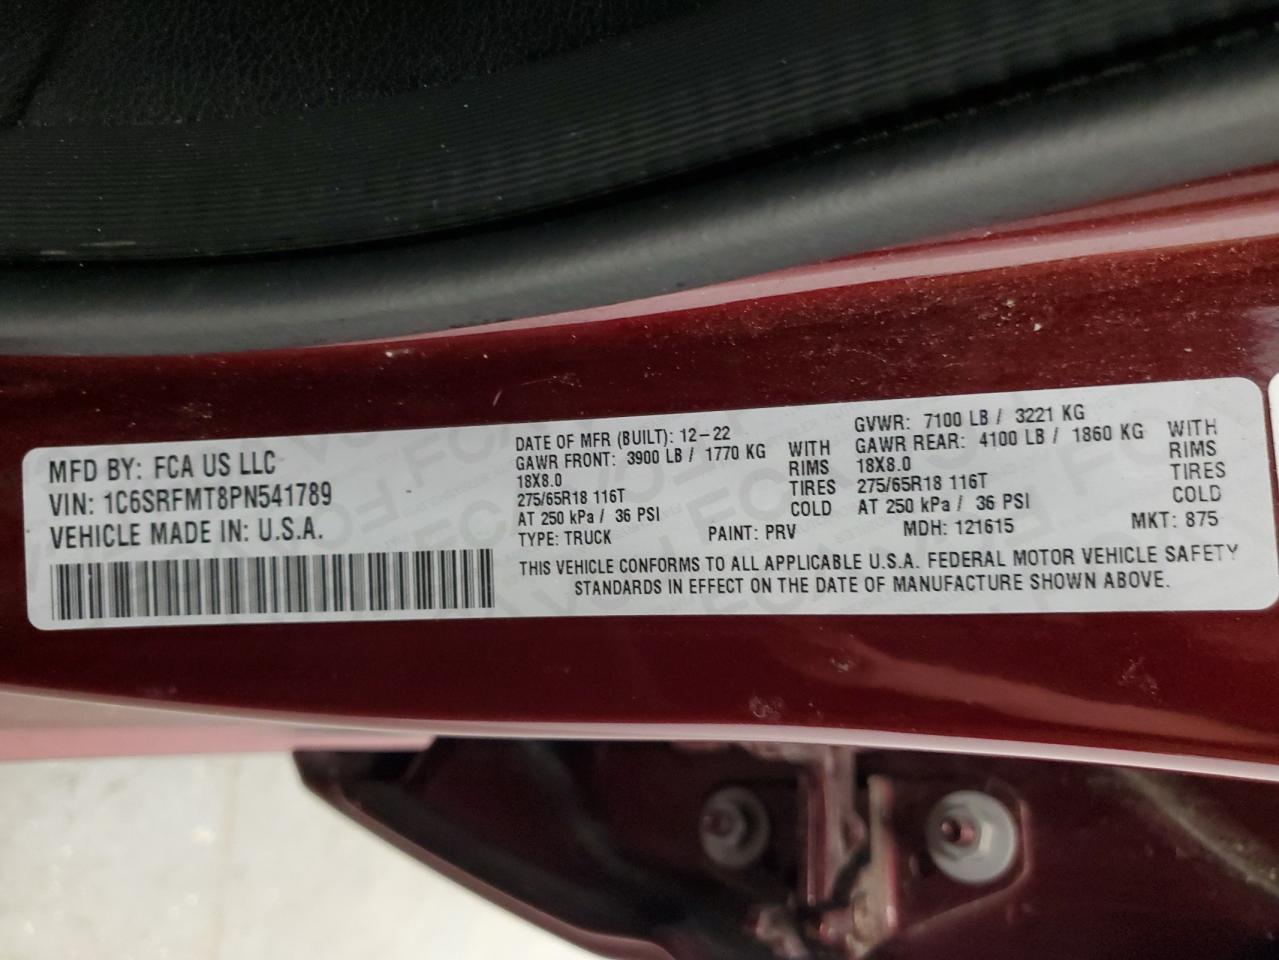 MFD BY: FCA US LLC
VIN: 1C6SRFMT8PN541789
VEHICLE MADE IN: U.S.A.
DATE OF MFR (BUILT): 12-22
GAWR FRONT: 3900 LB / 1770 KG WITH
18X8.0 RIMS
275/65R18 116T TIRES
AT 250 kPa / 36 PSI COLD
GVWR: 7100 LB / 3221 KG
GAWR REAR: 4100 LB / 1860 KG WITH
18X8.0 RIMS
275/65R18 116T TIRES
AT 250 kPa / 36 PSI COLD
TYPE: TRUCK PAINT: PRV MDH: 121615 MKT: 875
THIS VEHICLE CONFORMS TO ALL APPLICABLE U.S.A. FEDERAL MOTOR VEHICLE SAFETY
STANDARDS IN EFFECT ON THE DATE OF MANUFACTURE SHOWN ABOVE.